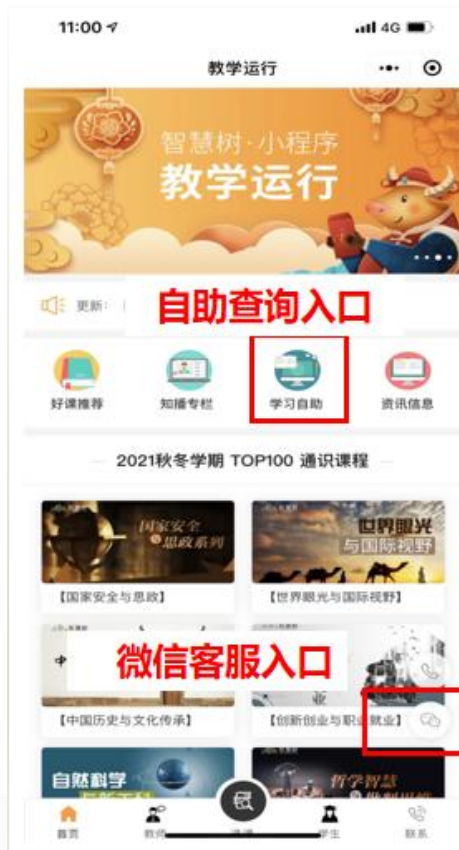 11:00
4G
教学运行
智慧树·小程序
教学运行
更新:
自助查询入口
好课推荐
知播专栏
学习自助
资讯信息
2021秋冬学期 TOP100 通识课程
国家安全
与思政系列
世界眼光
与国际视野
【国家安全与思政】
【世界眼光与国际视野】
中
微信客服入口
业
【中国历史与文化传承】
【创新创业与职业就业】
自然科学
哲学智慧
首页
教师
学生
联系